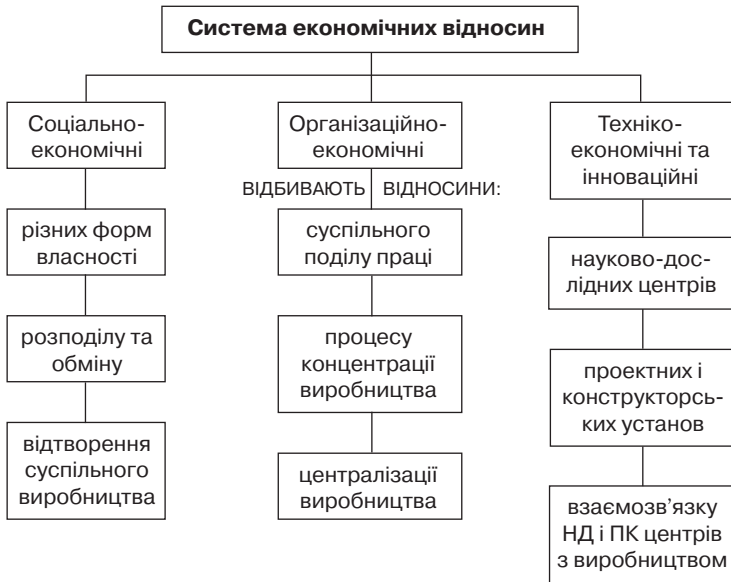 Система економічних відносин
Соціально-
економічні
Організаційно-
економічні
Техніко-
економічні та
інноваційні
ВІДБИВАЮТЬ ВІДНОСИНИ:
різних форм
власності
суспільного
поділу праці
науково-дос-
лідних центрів
розподілу та
обміну
процесу
концентрації
виробництва
проектних і
конструкторсь-
ких установ
відтворення
суспільного
виробництва
централізації
виробництва
взаємозв’язку
НД і ПК центрів
з виробництвом